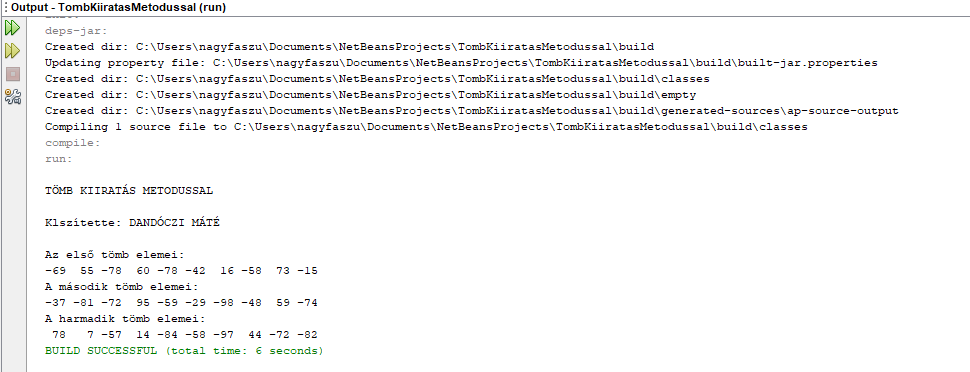 Output - TombKiiratasMetodussal (run)
deps-jar:
Created dir: C:\Users\nagyfaszu\Documents\NetBeansProjects\TombKiiratasMetodussal\build
Updating property file: C:\Users\nagyfaszu\Documents\NetBeansProjects\TombKiiratasMetodussal\build\built-jar.properties
Created dir: C:\Users\nagyfaszu\Documents\NetBeansProjects\TombKiiratasMetodussal\build\classes
Created dir: C:\Users\nagyfaszu\Documents\NetBeansProjects\TombKiiratasMetodussal\build\empty
Created dir: C:\Users\nagyfaszu\Documents\NetBeansProjects\TombKiiratasMetodussal\build\generated-sources\ap-source-output
Compiling 1 source file to C:\Users\nagyfaszu\Documents\NetBeansProjects\TombKiiratasMetodussal\build\classes
compile:
run:
TÖMB KIIRATÁS METODUSSAL
Klszítette: DANDÓCZI MÁTÉ
Az első tömb elemei:
-69  55 -78  60 -78 -42  16 -58  73 -15
A második tömb elemei:
-37 -81 -72  95 -59 -29 -98 -48  59 -74
A harmadik tömb elemei:
78   7 -57  14 -84 -58 -97  44 -72 -82
BUILD SUCCESSFUL (total time: 6 seconds)